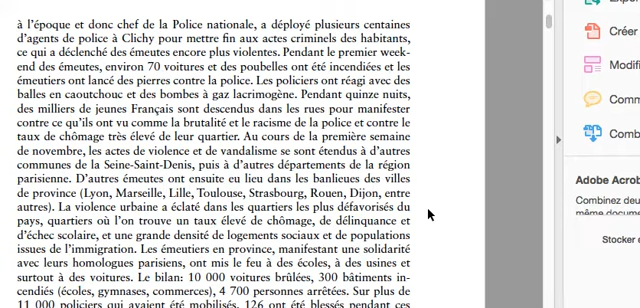 à l'époque et donc chef de la Police nationale, a déployé plusieurs centaines
d'agents de police à Clichy pour mettre fin aux actes criminels des habitants,
ce qui a déclenché des émeutes encore plus violentes. Pendant le premier week-
end des émeutes, environ 70 voitures et des poubelles ont été incendiées et les
émeutiers ont lancé des pierres contre la police. Les policiers ont réagi avec des
balles en caoutchouc et des bombes à gaz lacrimogène. Pendant quinze nuits,
des milliers de jeunes Français sont descendus dans les rues pour manifester
contre ce qu'ils ont vu comme la brutalité et le racisme de la police et contre le
taux de chômage très élevé de leur quartier. Au cours de la première semaine
de novembre, les actes de violence et de vandalisme se sont étendus à d'autres
communes de la Seine-Saint-Denis, puis à d'autres départements de la région
parisienne. D'autres émeutes ont ensuite eu lieu dans les banlieues des villes
de province (Lyon, Marseille, Lille, Toulouse, Strasbourg, Rouen, Dijon, entre
autres). La violence urbaine a éclaté dans les quartiers les plus défavorisés du
pays, quartiers où l'on trouve un taux élevé de chômage, de délinquance et
d'échec scolaire, et une grande densité de logements sociaux et de populations
issues de l'immigration. Les émeutiers en province, manifestant une solidarité
avec leurs homologues parisiens, ont mis le feu à des écoles, à des usines et
surtout à des voitures. Le bilan: 10 000 voitures brûlées, 300 bâtiments in-
cendiés (écoles, gymnases, commerces), 4 700 personnes arrêtées. Sur plus de
11 000 policiers qui avaient été mobilisés, 126 ont été blessés pendant ces
Créer
Modifi
Comm
Comb
Adobe Acrob
Combinez deu
même docume
Stocker